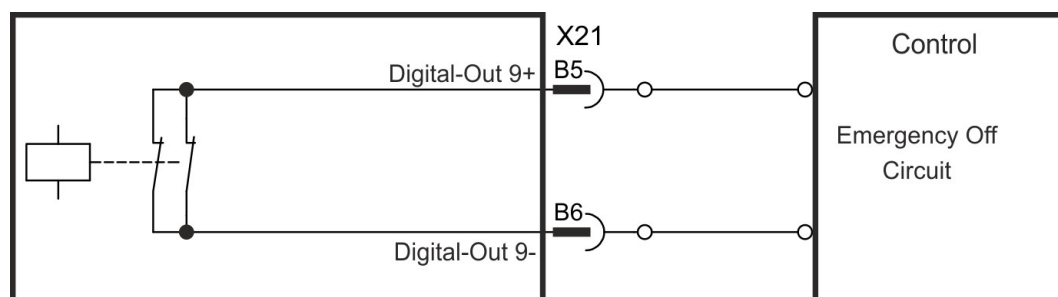 X21
Control
Digital-Out 9+
B5
Emergency Off
Circuit
B6
Digital-Out 9-